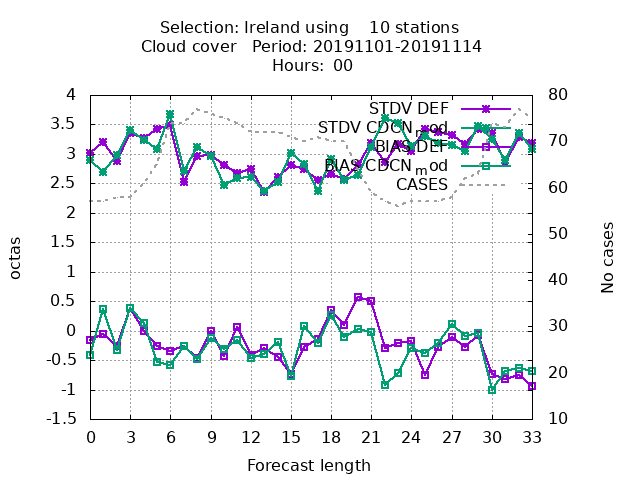 Selection: Ireland using    10 stations
Cloud cover   Period: 20191101-20191114
Hours:  00
STDV DEF
STDV CDCN_mod
BIAS DEF
BIAS CDCN_mod
CASES
4
3.5
3
2.5
2
1.5
1
0.5
0
-0.5
-1
-1.5
octas
80
70
60
50
40
30
20
10
No cases
0 3 6 9 12 15 18 21 24 27 30 33
Forecast length